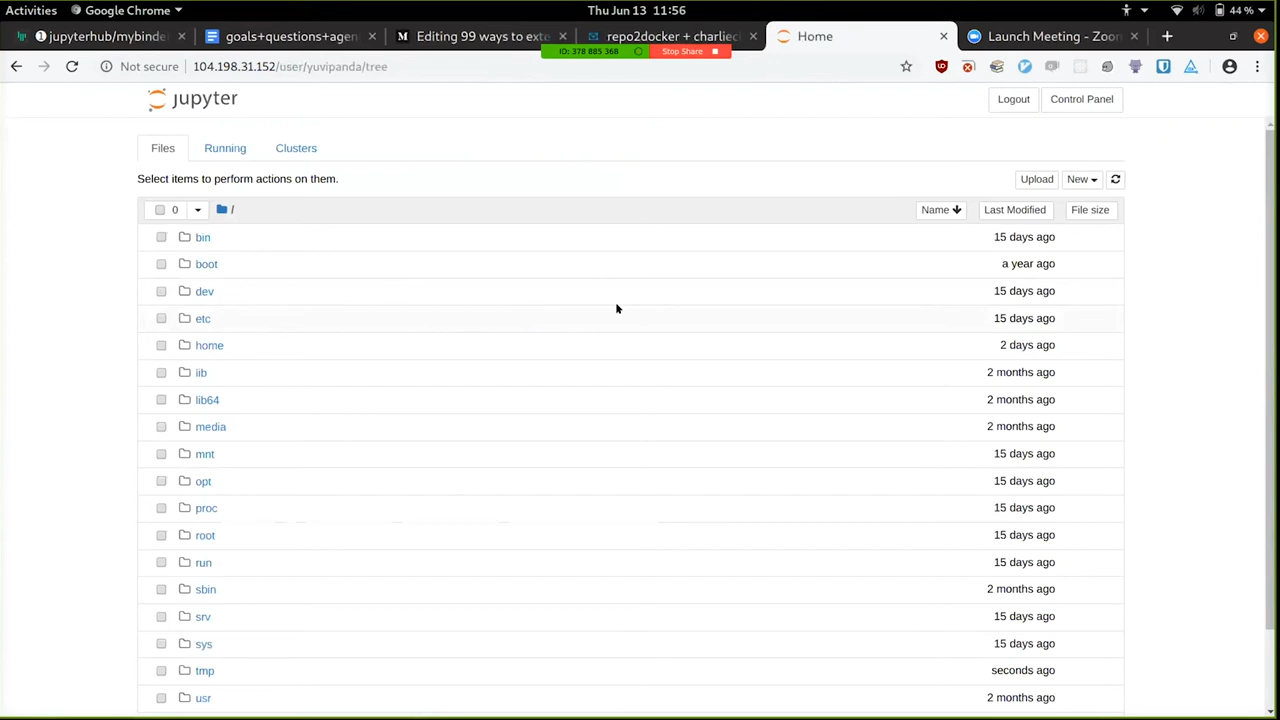 Activities Google Chrome Thu Jun 13 11:56 44 %
jupyterhub/mybinder goals+questions+agen Editing 99 ways to exte repo2docker + charliecl Home Launch Meeting - Zoom
ID: 378 885 368 Stop Share
Not secure 104.198.31.152/user/yuvipanda/tree
jupyter Logout Control Panel
Files Running Clusters
Select items to perform actions on them. Upload New
0 / Name Last Modified File size
bin 15 days ago
boot a year ago
dev 15 days ago
etc 15 days ago
home 2 days ago
lib 2 months ago
lib64 2 months ago
media 2 months ago
mnt 15 days ago
opt 15 days ago
proc 15 days ago
root 15 days ago
run 15 days ago
sbin 2 months ago
srv 15 days ago
sys 15 days ago
tmp seconds ago
usr 2 months ago